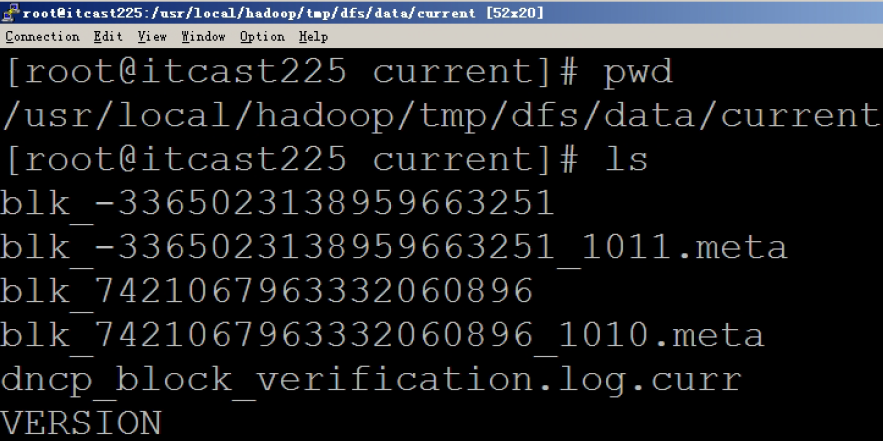 root@itcast225:/usr/local/hadoop/tmp/dfs/data/current [52x20]
Connection Edit View Window Option Help
[root@itcast225 current]# pwd
/usr/local/hadoop/tmp/dfs/data/current
[root@itcast225 current]# ls
blk_-3365023138959663251
blk_-3365023138959663251_1011.meta
blk_7421067963332060896
blk_7421067963332060896_1010.meta
dncp_block_verification.log.curr
VERSION